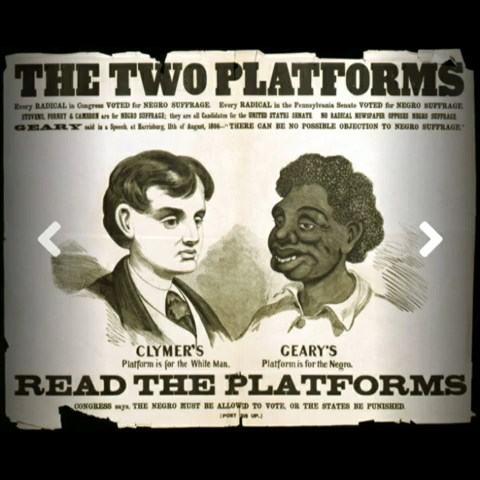 THE TWO PLATFORMS
Every RADICAL in Congress VOTED for NEGRO SUFFRAGE. Every RADICAL in the Pennsylvania Senate VOTED for NEGRO SUFFRAGE.
STEVENS, FORNEY & CAMERON are for NEGRO SUFFRAGE; they are all Candidates for the UNITED STATES SENATE. NO RADICAL NEWSPAPER OPPOSES NEGRO SUFFRAGE.
GEARY said in a Speech, at Harrisburg, 11th of August, 1866—"THERE CAN BE NO POSSIBLE OBJECTION TO NEGRO SUFFRAGE."
CLYMER'S
Platform is for the White Man.
GEARY'S
Platform is for the Negro.
READ THE PLATFORMS
CONGRESS says, THE NEGRO MUST BE ALLOWED TO VOTE, OR THE STATES BE PUNISHED.